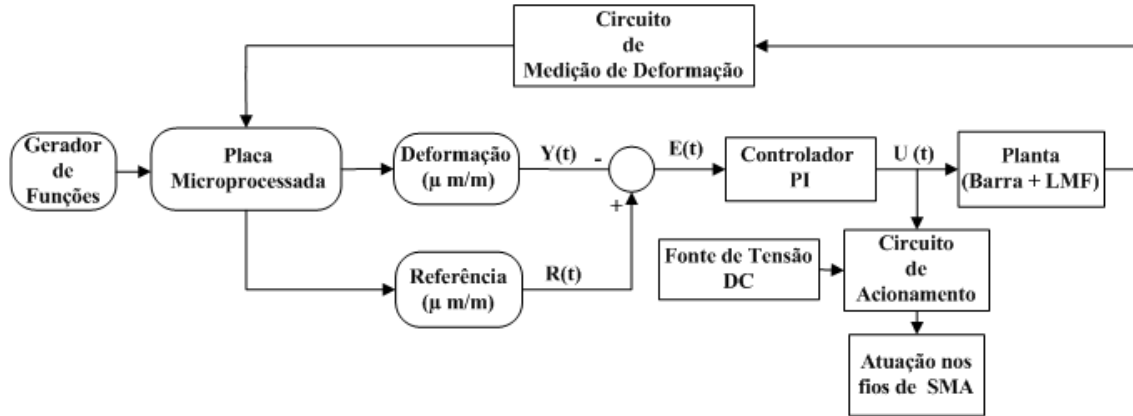 Circuito
de
Medição de Deformação
Gerador
de
Funções
Placa
Microprocessada
Deformação
(μ m/m)
Y(t)
-
+
E(t)
Controlador
PI
U (t)
Planta
(Barra + LMF)
Referência
(μ m/m)
R(t)
Fonte de Tensão
DC
Circuito
de
Acionamento
Atuação nos
fios de SMA